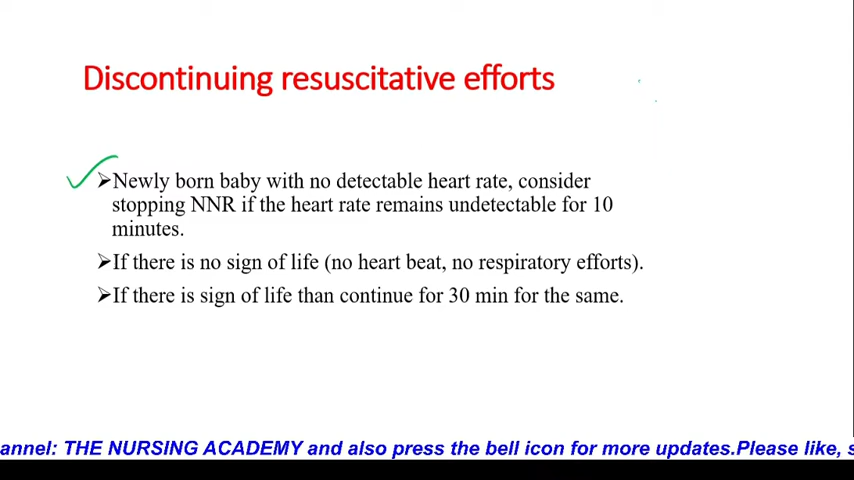 Discontinuing resuscitative efforts
➢Newly born baby with no detectable heart rate, consider
stopping NNR if the heart rate remains undetectable for 10
minutes.
➢If there is no sign of life (no heart beat, no respiratory efforts).
➢If there is sign of life than continue for 30 min for the same.
annel: THE NURSING ACADEMY and also press the bell icon for more updates.Please like, s